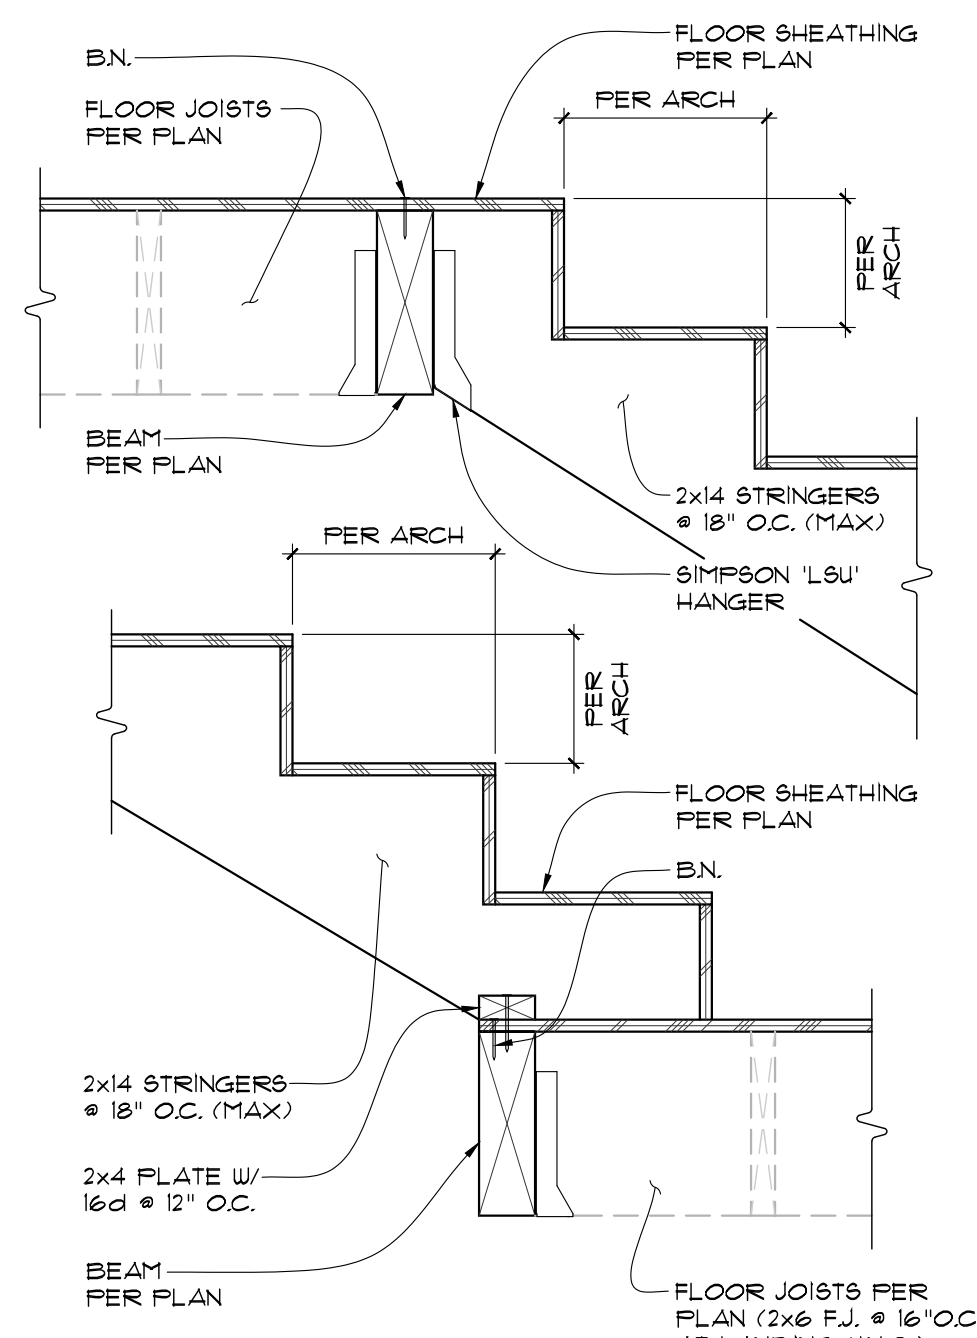 FLOOR SHEATHING
PER PLAN
B.N.
PER ARCH
FLOOR JOISTS
PER PLAN
PER
ARCH
BEAM
PER PLAN
2x14 STRINGERS
@ 18" O.C. (MAX)
PER ARCH
SIMPSON 'LSU'
HANGER
PER
ARCH
FLOOR SHEATHING
PER PLAN
B.N.
2x14 STRINGERS
@ 18" O.C. (MAX)
2x4 PLATE W/
16d @ 12" O.C.
BEAM
PER PLAN
FLOOR JOISTS PER
PLAN (2x6 F.J. @ 16"O.C